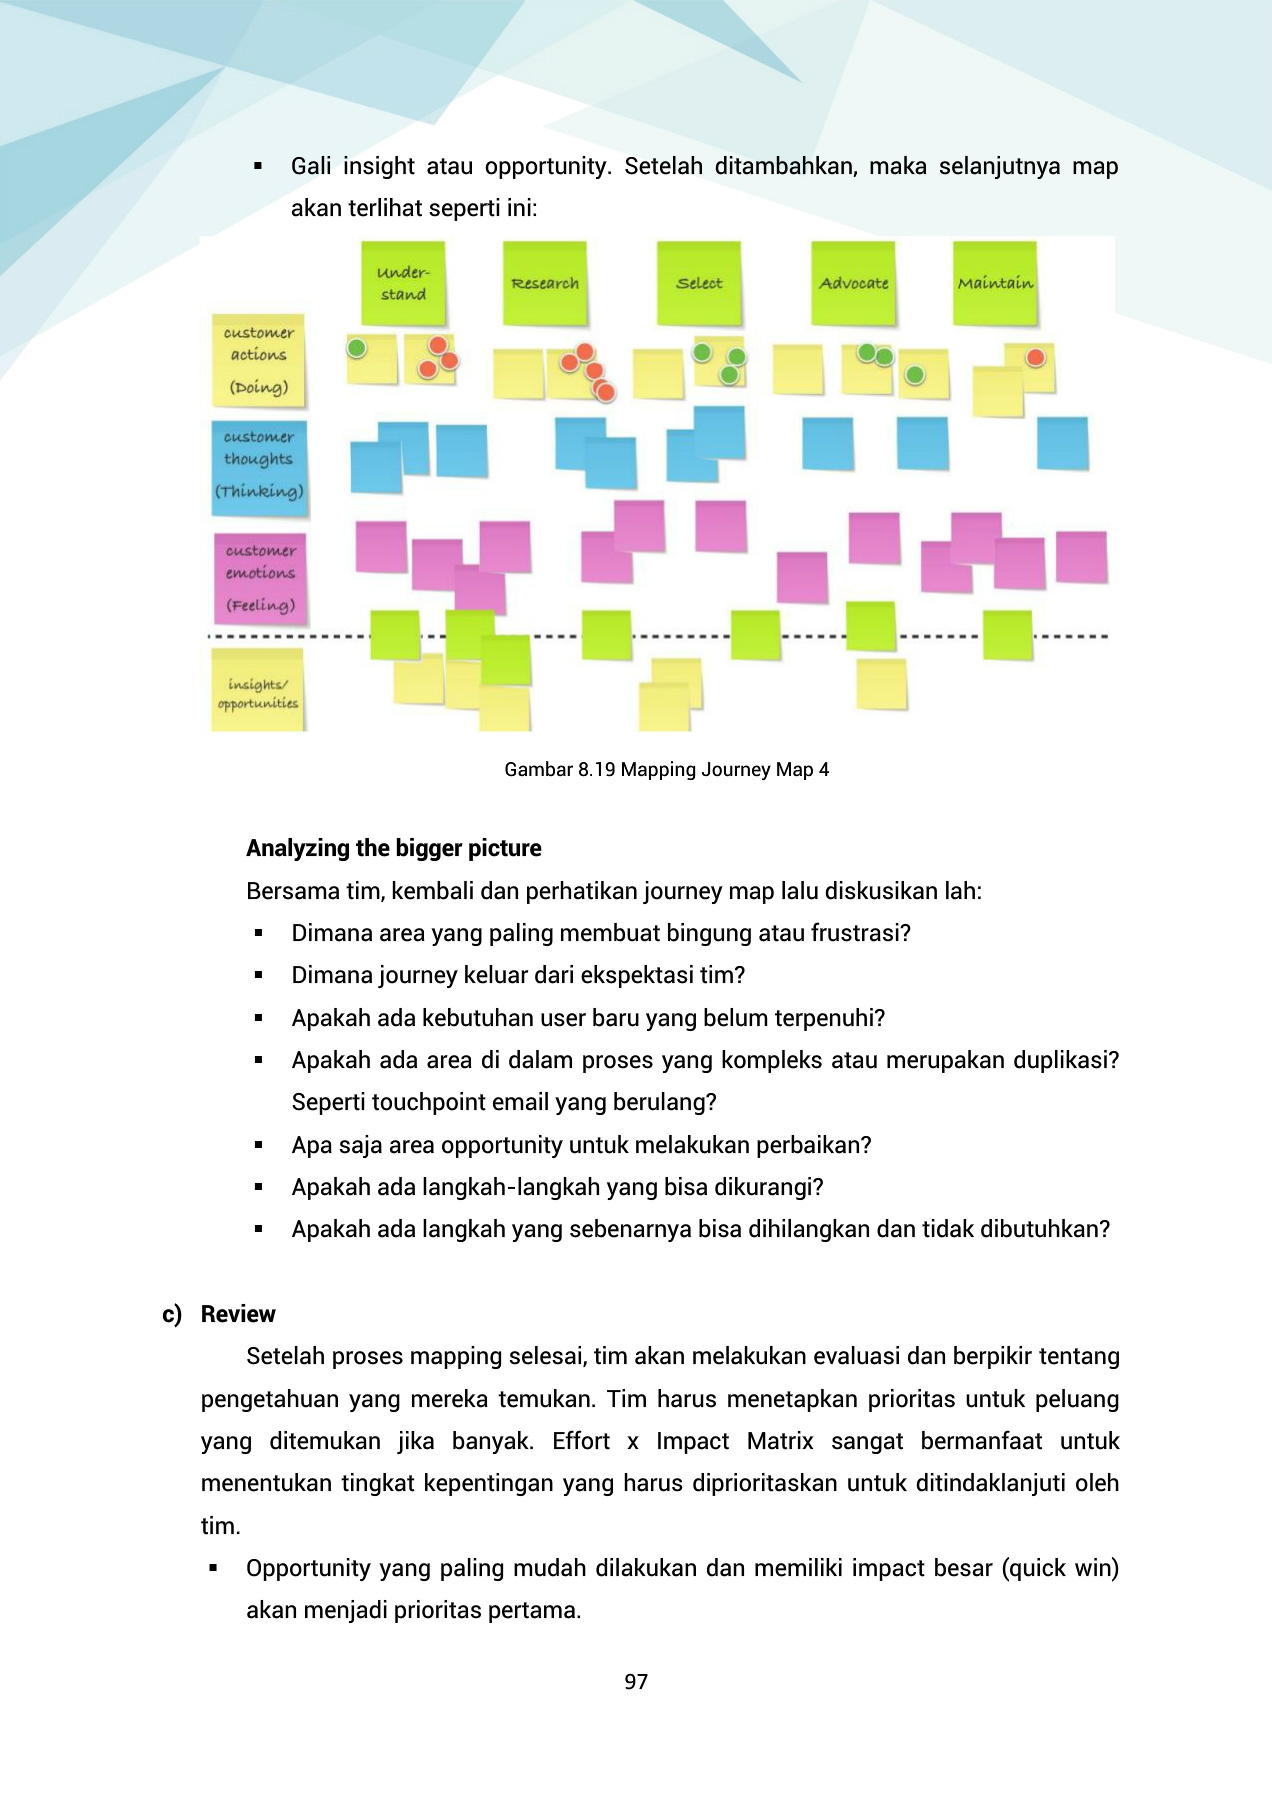 ▪ Gali insight atau opportunity. Setelah ditambahkan, maka selanjutnya map
akan terlihat seperti ini:
Under-
stand
Research
Select
Advocate
Maintain
customer
actions
(Doing)
customer
thoughts
(Thinking)
customer
emotions
(Feeling)
insights/
opportunities
Gambar 8.19 Mapping Journey Map 4
Analyzing the bigger picture
Bersama tim, kembali dan perhatikan journey map lalu diskusikan lah:
▪ Dimana area yang paling membuat bingung atau frustrasi?
▪ Dimana journey keluar dari ekspektasi tim?
▪ Apakah ada kebutuhan user baru yang belum terpenuhi?
▪ Apakah ada area di dalam proses yang kompleks atau merupakan duplikasi?
Seperti touchpoint email yang berulang?
▪ Apa saja area opportunity untuk melakukan perbaikan?
▪ Apakah ada langkah-langkah yang bisa dikurangi?
▪ Apakah ada langkah yang sebenarnya bisa dihilangkan dan tidak dibutuhkan?
c) Review
Setelah proses mapping selesai, tim akan melakukan evaluasi dan berpikir tentang
pengetahuan yang mereka temukan. Tim harus menetapkan prioritas untuk peluang
yang ditemukan jika banyak. Effort x Impact Matrix sangat bermanfaat untuk
menentukan tingkat kepentingan yang harus diprioritaskan untuk ditindaklanjuti oleh
tim.
▪ Opportunity yang paling mudah dilakukan dan memiliki impact besar (quick win)
akan menjadi prioritas pertama.
97